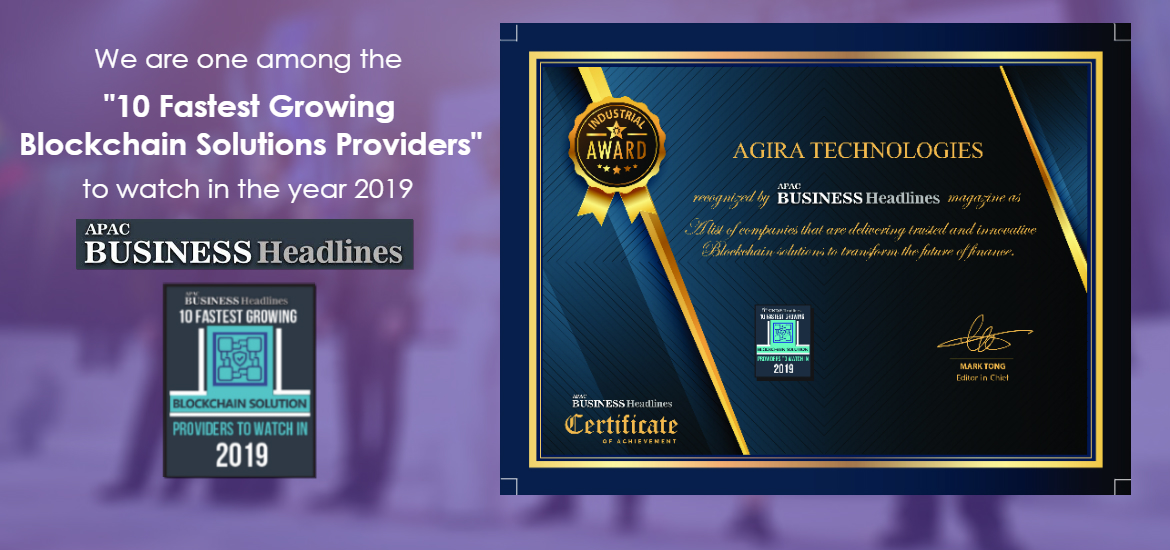 We are one among the
"10 Fastest Growing
Blockchain Solutions Providers"
to watch in the year 2019
APAC
BUSINESS Headlines
APAC
BUSINESS Headlines
10 FASTEST GROWING
BLOCKCHAIN SOLUTION
PROVIDERS TO WATCH IN
2019
INDUSTRIAL
AWARD
AGIRA TECHNOLOGIES
recognized by APAC BUSINESS Headlines magazine as
A list of companies that are delivering trusted and innovative
Blockchain solutions to transform the future of finance.
BUSINESS Headlines
10 FASTEST GROWING
BLOCKCHAIN SOLUTION
PROVIDERS TO WATCH IN
2019
MARK TONG
Editor in Chief
APAC
BUSINESS Headlines
Certificate
OF ACHIEVEMENT